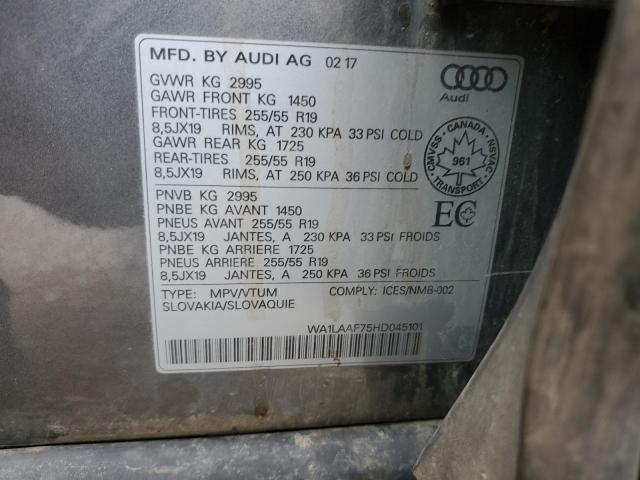 MFD. BY AUDI AG 02 17
Audi
GVWR KG 2995
GAWR FRONT KG 1450
FRONT-TIRES 255/55 R19
8,5JX19 RIMS, AT 230 KPA 33 PSI COLD
GAWR REAR KG 1725
REAR-TIRES 255/55 R19
8,5JX19 RIMS, AT 250 KPA 36 PSI COLD
CMVSS CANADA NSVAC
961
TRANSPORT
PNVB KG 2995
PNBE KG AVANT 1450
PNEUS AVANT 255/55 R19
8,5JX19 JANTES, A 230 KPA 33 PSI FROIDS
PNBE KG ARRIERE 1725
PNEUS ARRIERE 255/55 R19
8,5JX19 JANTES, A 250 KPA 36 PSI FROIDS
EC
TYPE: MPV/VTUM COMPLY: ICES/NMB-002
SLOVAKIA/SLOVAQUIE
WA1LAAF75HD045101